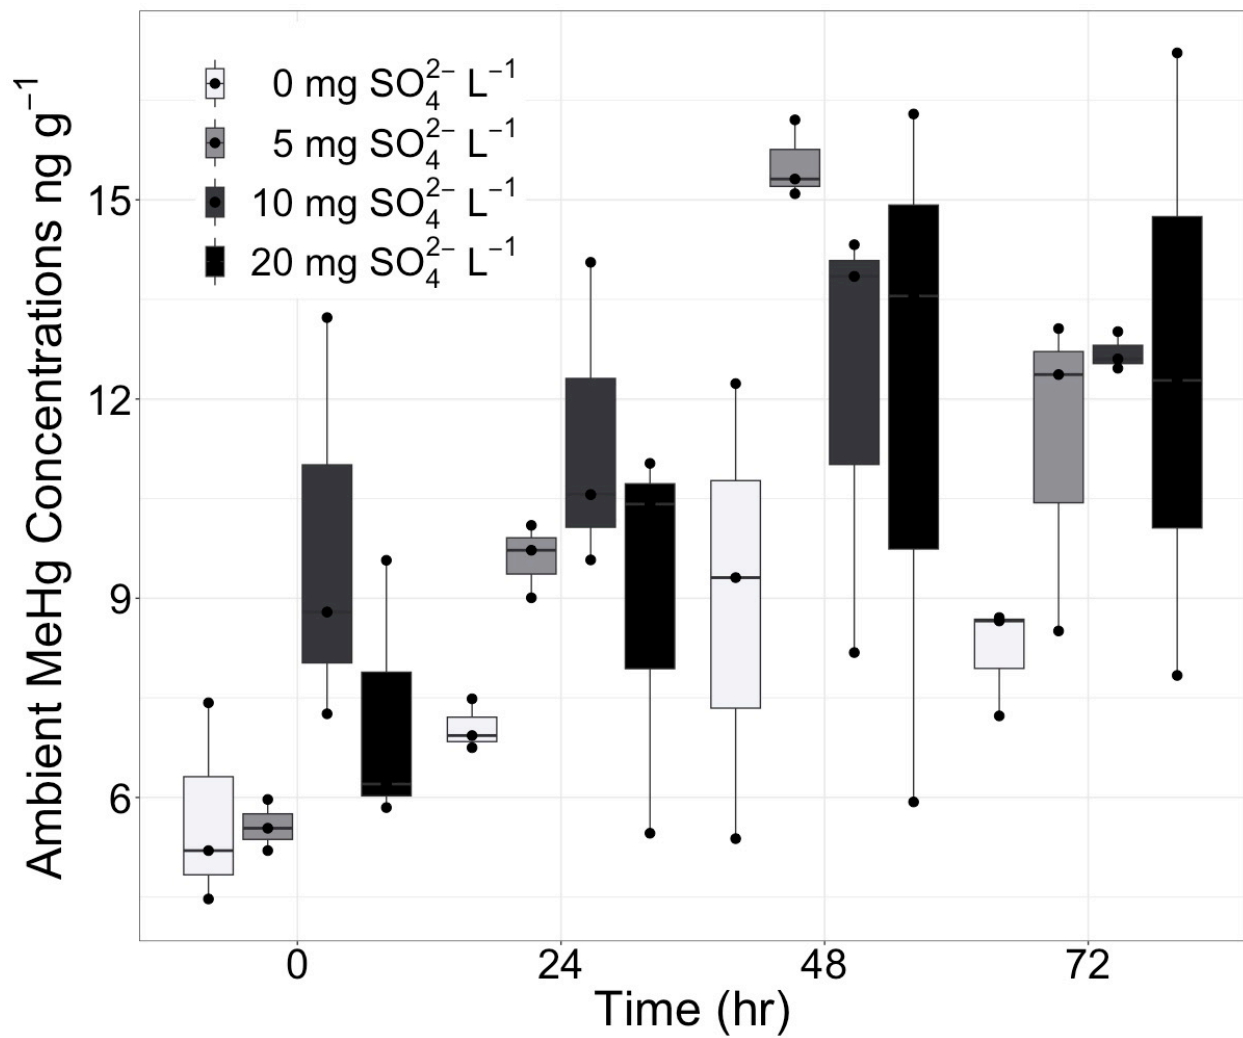 Ambient MeHg Concentrations ng g⁻¹
0 mg SO₄²⁻ L⁻¹
5 mg SO₄²⁻ L⁻¹
10 mg SO₄²⁻ L⁻¹
20 mg SO₄²⁻ L⁻¹
15
12
9
6
0 24 48 72
Time (hr)